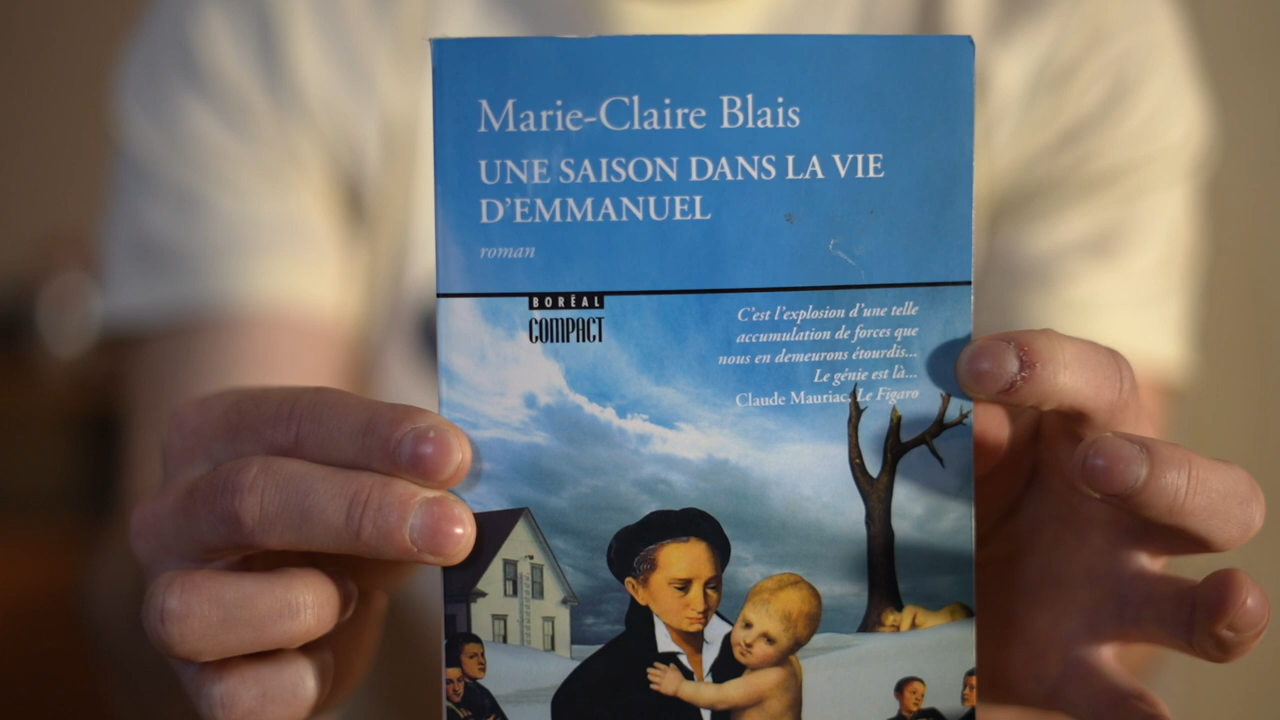 Marie-Claire Blais
UNE SAISON DANS LA VIE
D'EMMANUEL
roman
BORÉAL
COMPACT
C'est l'explosion d'une telle
accumulation de forces que
nous en demeurons étourdis...
Le génie est là...
Claude Mauriac, Le Figaro